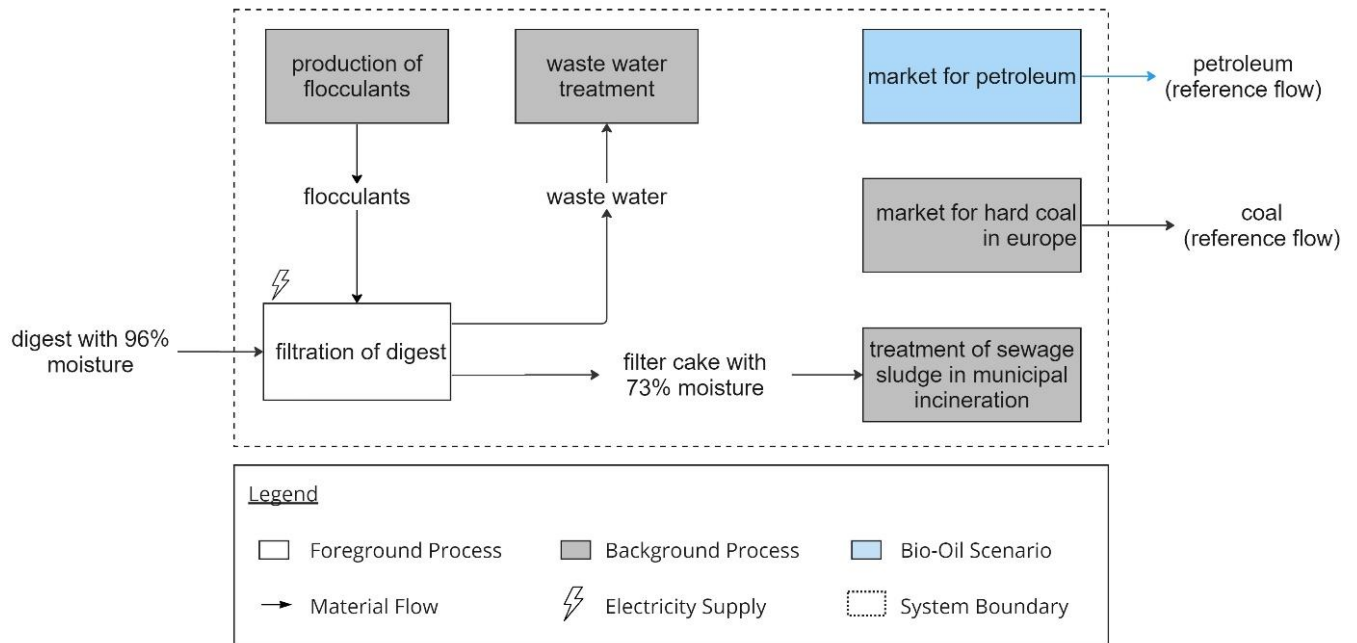 production of
flocculants
waste water
treatment
market for petroleum
petroleum
(reference flow)
flocculants
waste water
market for hard coal
in europe
coal
(reference flow)
digest with 96%
moisture
filtration of digest
filter cake with
73% moisture
treatment of sewage
sludge in municipal
incineration
Legend
Foreground Process
Background Process
Bio-Oil Scenario
Material Flow
Electricity Supply
System Boundary